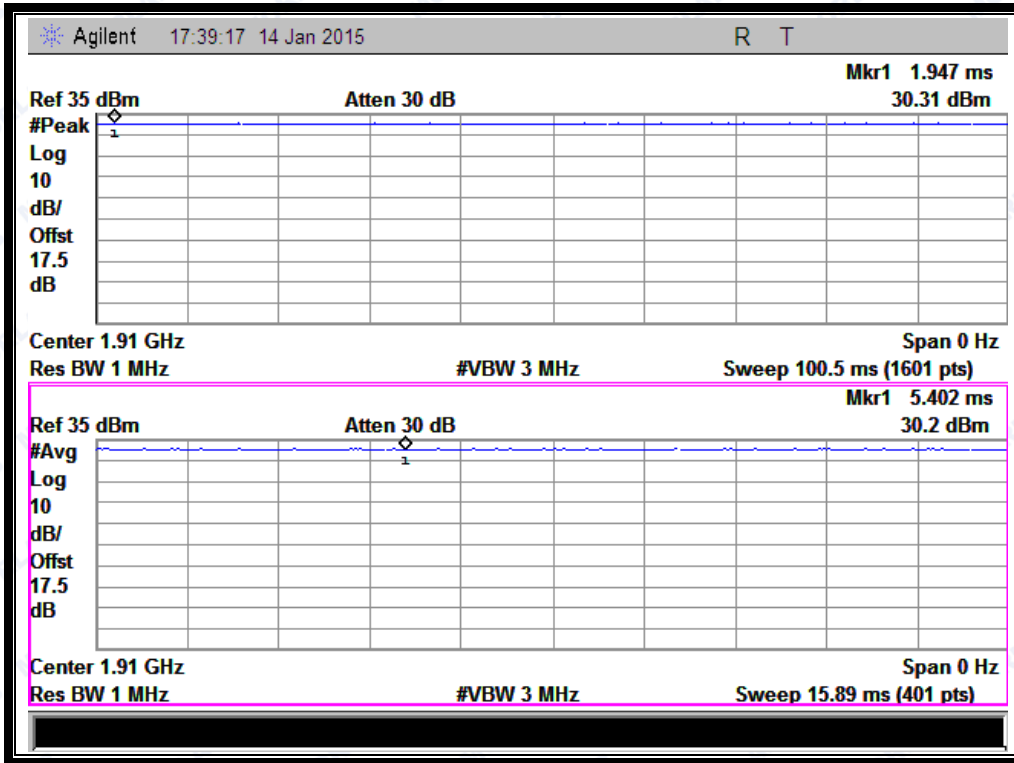 Agilent 17:39:17 14 Jan 2015 R T
Mkr1 1.947 ms
Ref 35 dBm Atten 30 dB 30.31 dBm
#Peak
1
Log
10
dB/
Offst
17.5
dB
Center 1.91 GHz Span 0 Hz
Res BW 1 MHz #VBW 3 MHz Sweep 100.5 ms (1601 pts)
Mkr1 5.402 ms
Ref 35 dBm Atten 30 dB 30.2 dBm
#Avg
1
Log
10
dB/
Offst
17.5
dB
Center 1.91 GHz Span 0 Hz
Res BW 1 MHz #VBW 3 MHz Sweep 15.89 ms (401 pts)